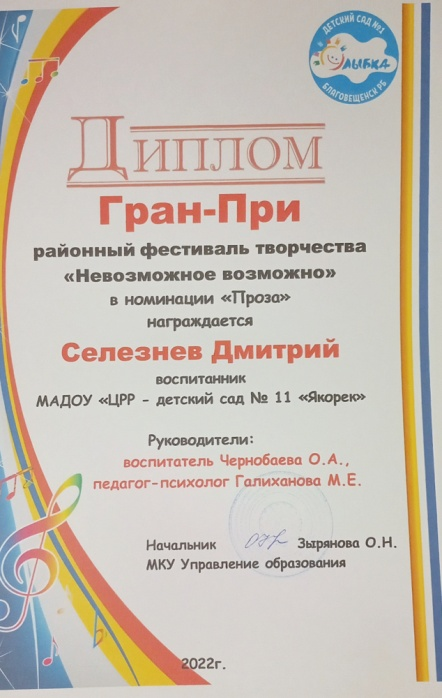 ДЕТСКИЙ САД №1
УЛЫБКА
БЛАГОВЕЩЕНСК РБ
ДИПЛОМ
Гран-При
районный фестиваль творчества
«Невозможное возможно»
в номинации «Проза»
награждается
Селезнев Дмитрий
воспитанник
МАДОУ «ЦРР - детский сад № 11 «Якорек»
Руководители:
воспитатель Чернобаева О.А.,
педагог-психолог Галиханова М.Е.
Начальник Зырянова О.Н.
МКУ Управление образования
2022г.